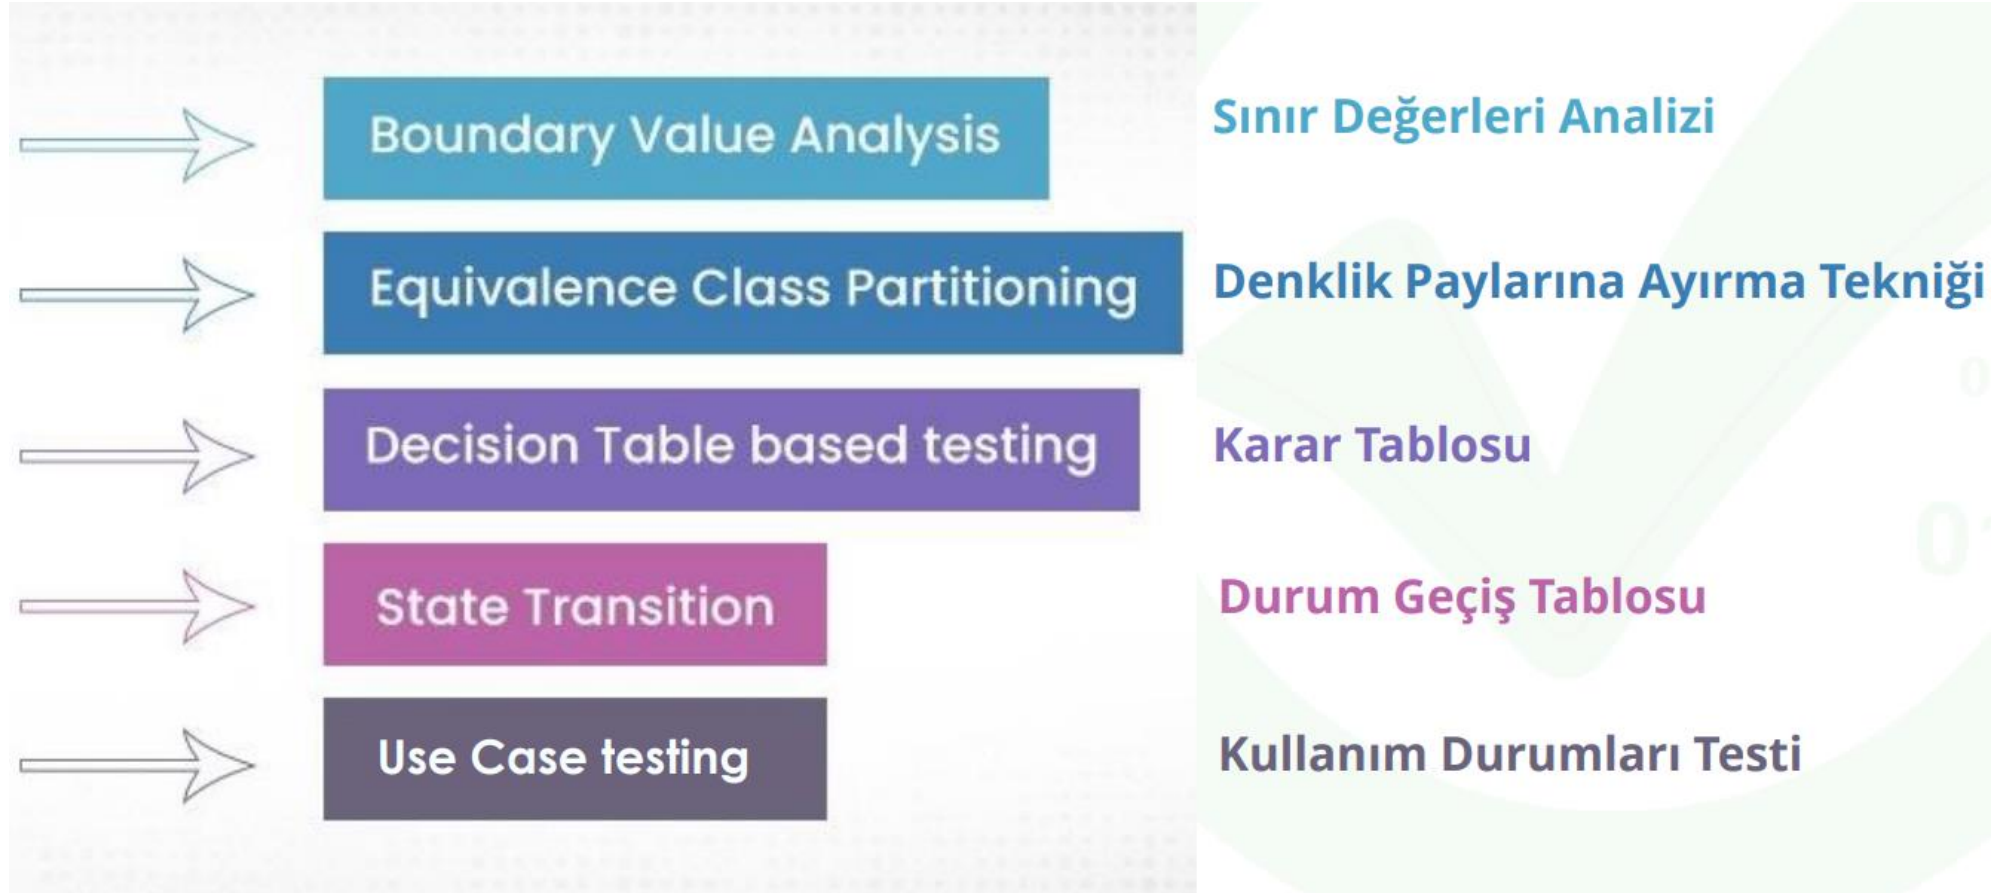 Boundary Value Analysis
Sınır Değerleri Analizi
Equivalence Class Partitioning
Denklik Paylarına Ayırma Tekniği
Decision Table based testing
Karar Tablosu
State Transition
Durum Geçiş Tablosu
Use Case testing
Kullanım Durumları Testi